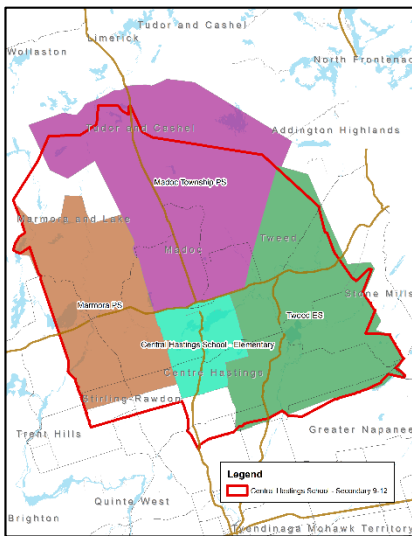 Tudor and Cashel
Limerick
Wollaston
North Frontenac
Tudor and Cashel
Addington Highlands
Madoc Township PS
Marmora and Lake
Madoc
Tweed
Stone Mills
Marmora PS
Tweed ES
Central Hastings School - Elementary
Centre Hastings
Stirling-Rawdon
Trent Hills
Greater Napanee
Legend
Central Hastings School - Secondary 9-12
Quinte West
Brighton
Tyendinaga Mohawk Territory